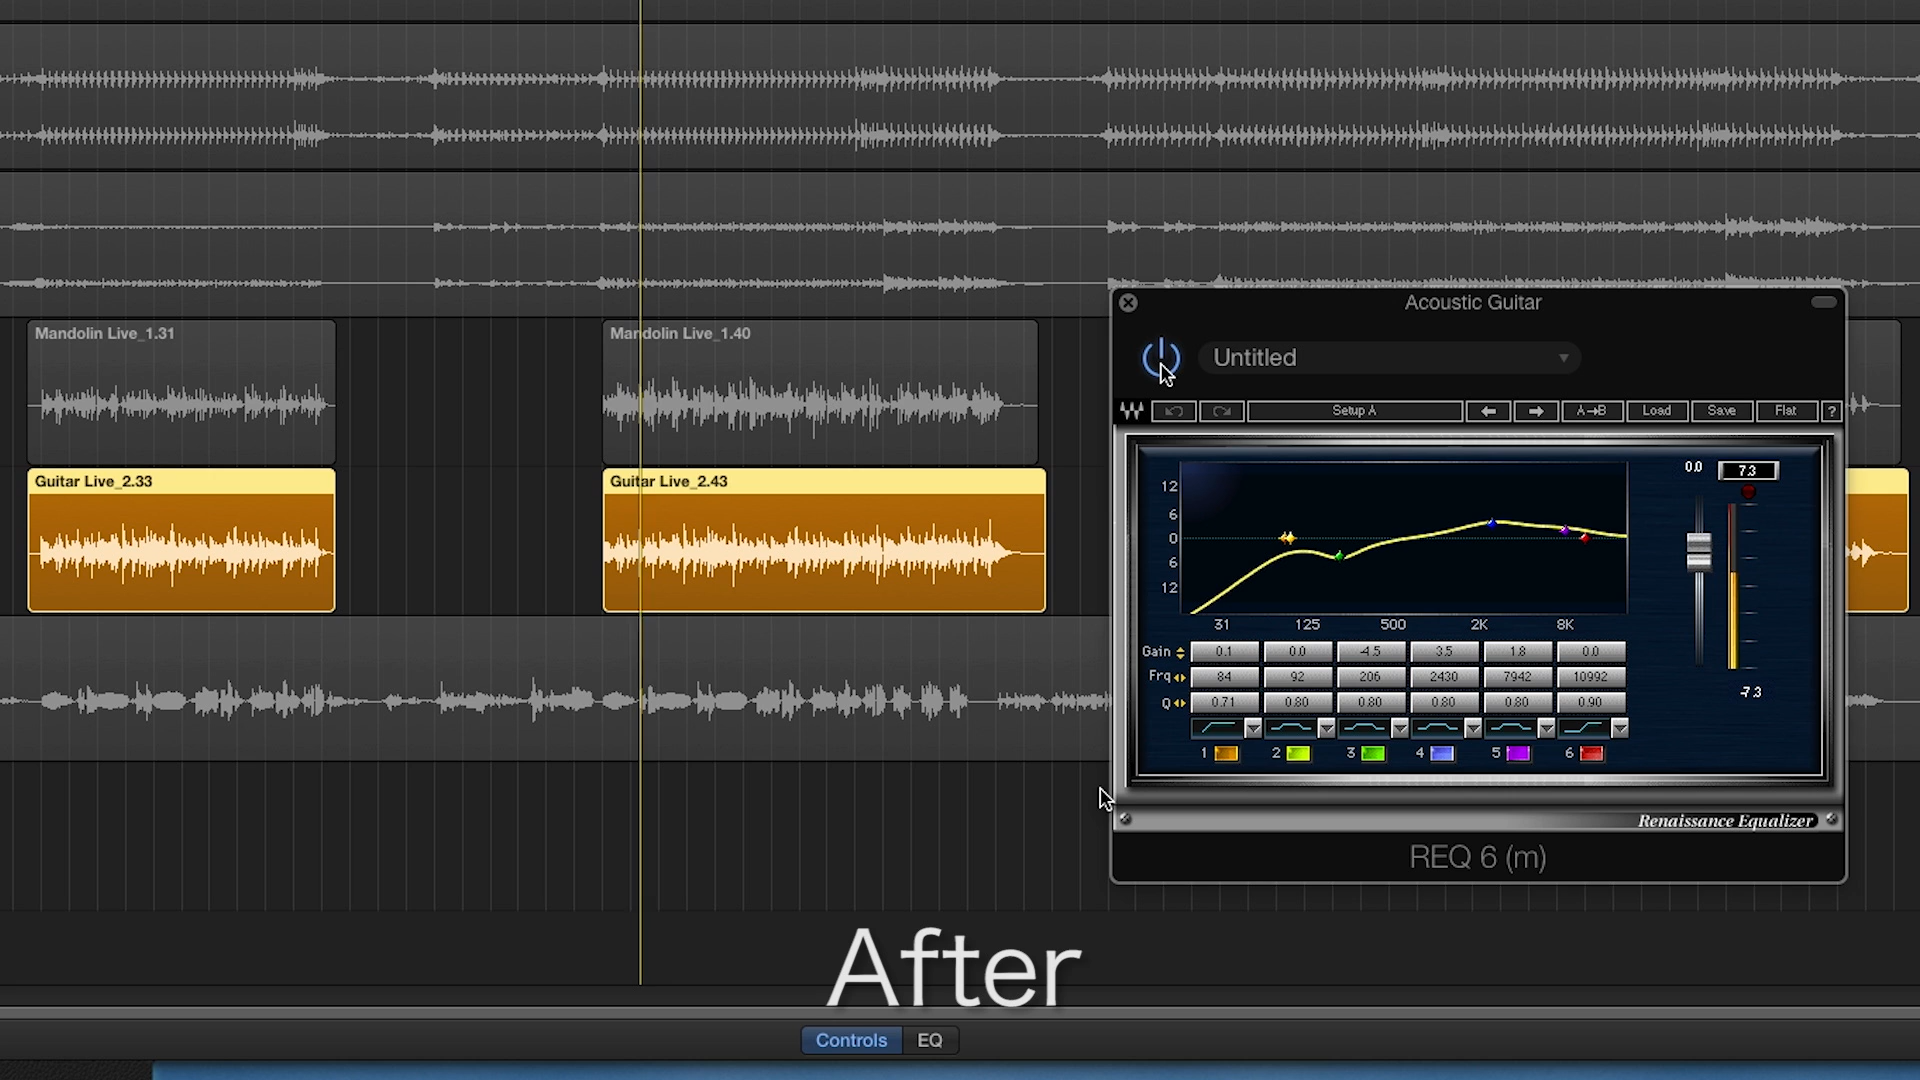 Acoustic Guitar
Untitled
Setup A
A→B
Load
Save
Flat
?
Mandolin Live_1.31
Mandolin Live_1.40
Guitar Live_2.33
Guitar Live_2.43
12
6
0
6
12
31 125 500 2K 8K
0.0 7.3
-7.3
Gain 0.1 0.0 -4.5 3.5 1.8 0.0
Frq 84 92 206 2430 7942 10992
Q 0.71 0.80 0.80 0.80 0.80 0.90
1 2 3 4 5 6
Renaissance Equalizer
REQ 6 (m)
After
Controls EQ